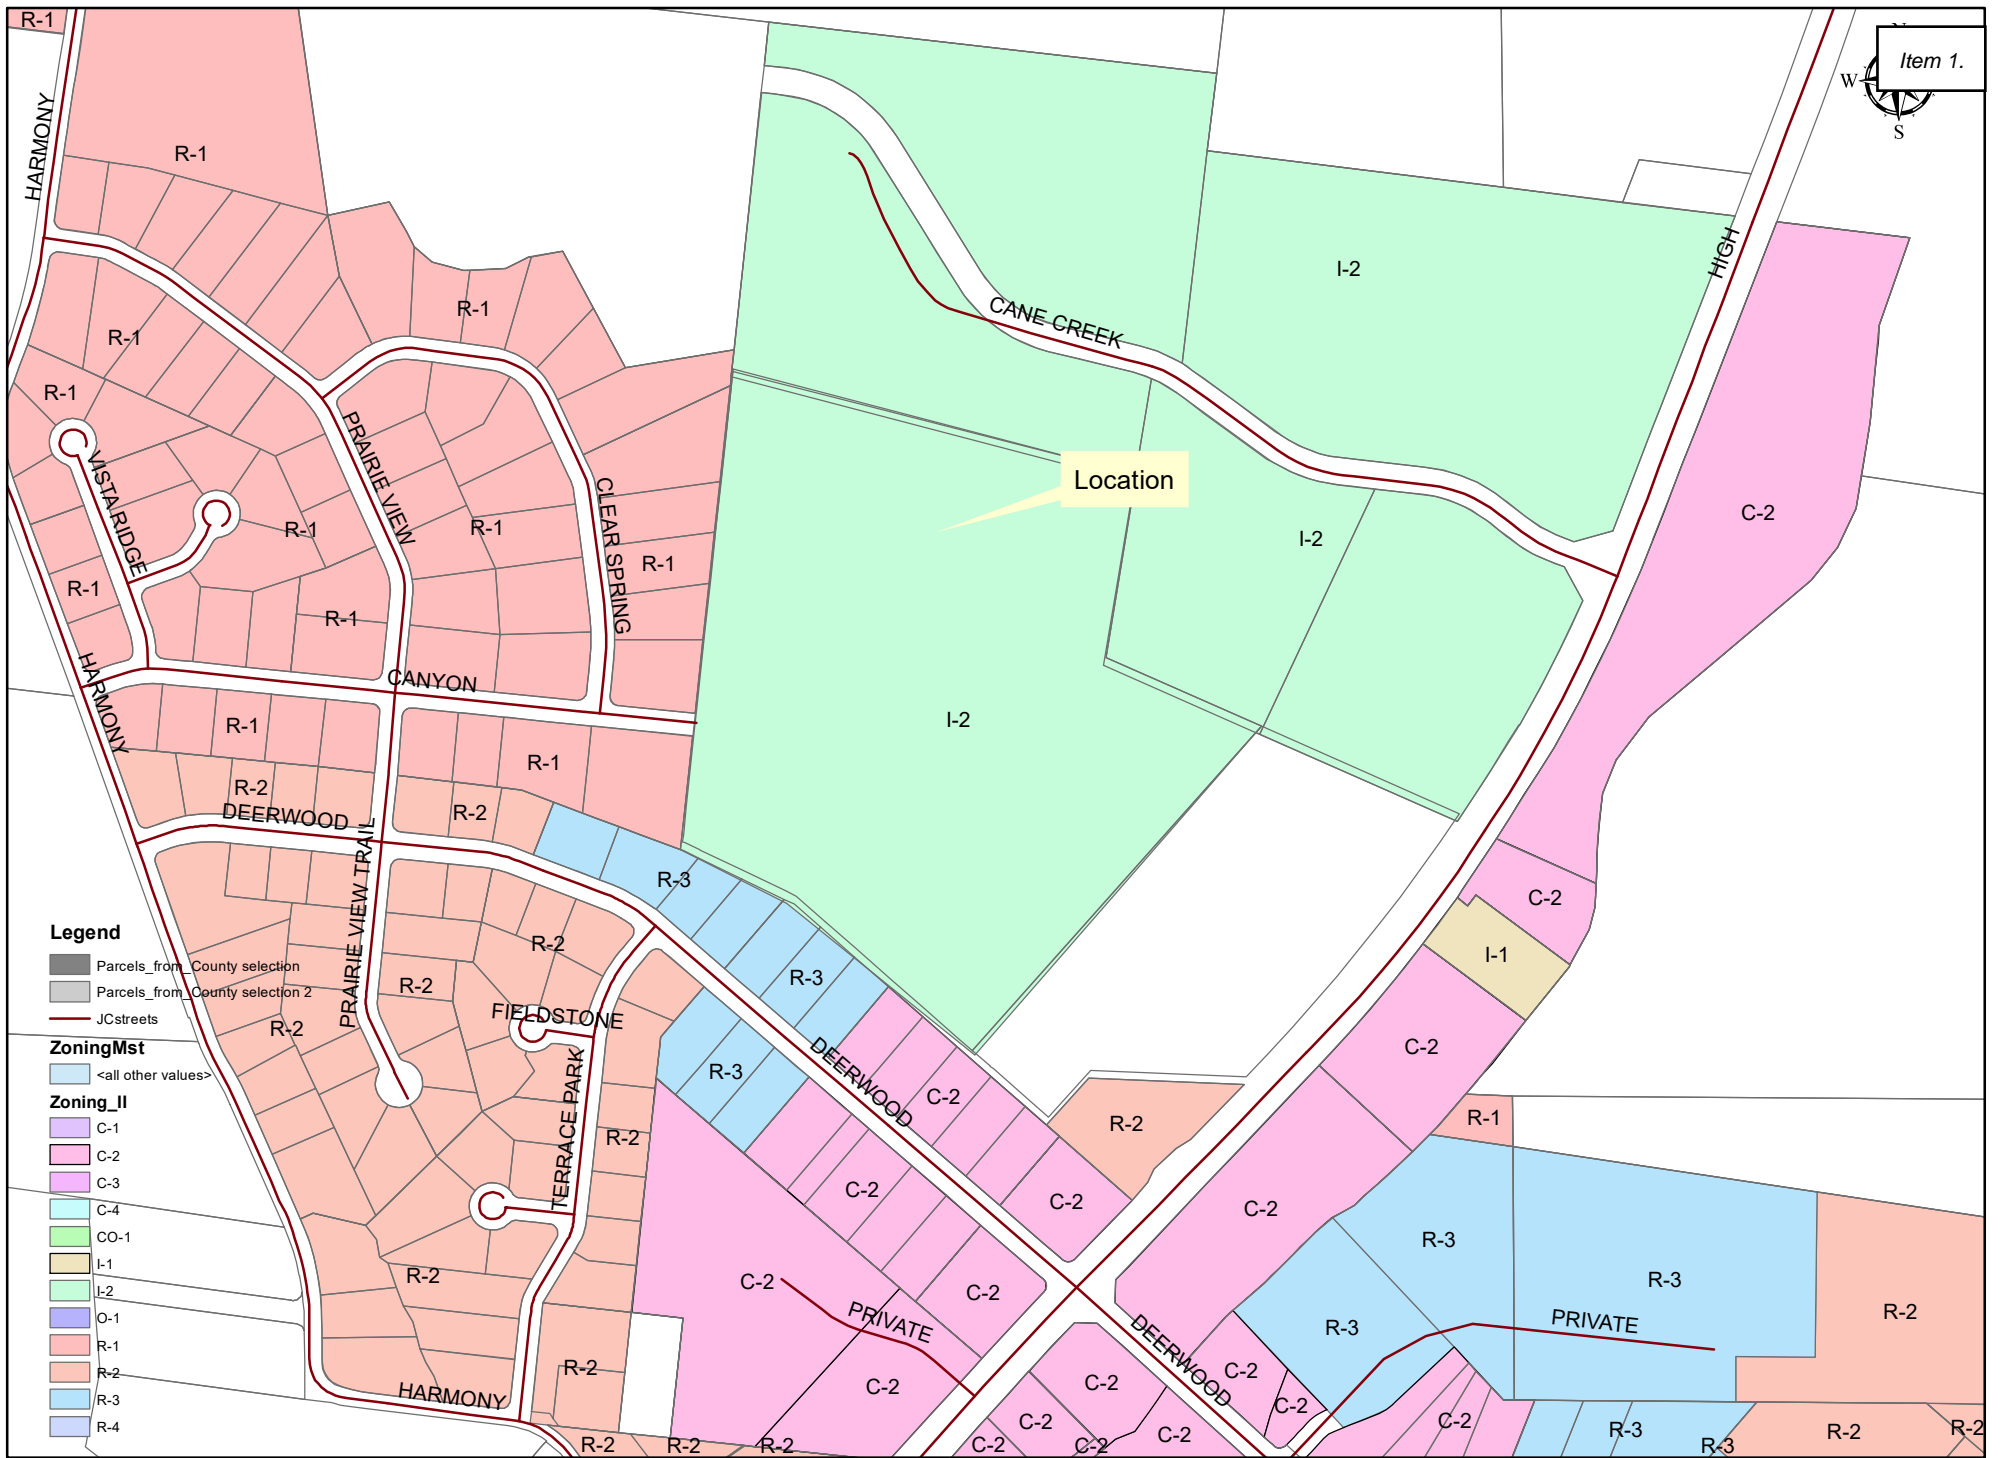 R-1
Item 1.
N
W
S
HARMONY
R-1
HIGH
I-2
R-1
CANE CREEK
R-1
R-1
PRAIRIE VIEW
Location
VISTA RIDGE
CLEAR SPRING
C-2
R-1
R-1
I-2
R-1
R-1
R-1
HARMONY
CANYON
R-1
I-2
R-1
R-2
R-2
DEERWOOD
PRAIRIE VIEW TRAIL
R-3
C-2
R-2
I-1
R-3
R-2
FIELDSTONE
R-2
DEERWOOD
C-2
R-3
C-2
TERRACE PARK
R-2
R-2
R-1
C-2
C-2
C-2
R-3
R-2
C-2
C-2
R-3
R-2
PRIVATE
R-3
DEERWOOD
PRIVATE
R-2
C-2
C-2
C-2
C-2
HARMONY
C-2
C-2
C-2
R-3
R-2
R-2
R-2
R-2
R-2
C-2
C-2
C-2
R-3
Legend
Parcels_from_County selection
Parcels_from_County selection 2
JCstreets
ZoningMst
<all other values>
Zoning_II
C-1
C-2
C-3
C-4
CO-1
I-1
I-2
O-1
R-1
R-2
R-3
R-4